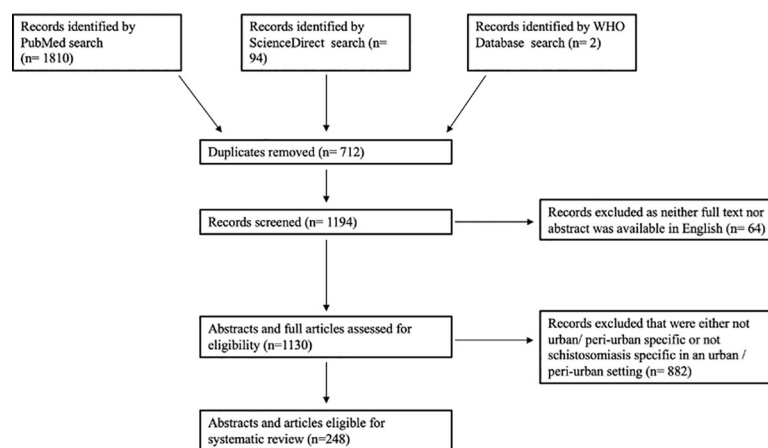 Records identified by
PubMed search
(n= 1810)
Records identified by
ScienceDirect search (n=
94)
Records identified by WHO
Database search (n= 2)
Duplicates removed (n= 712)
Records screened (n= 1194)
Records excluded as neither full text nor
abstract was available in English (n= 64)
Abstracts and full articles assessed for
eligibility (n=1130)
Records excluded that were either not
urban/ peri-urban specific or not
schistosomiasis specific in an urban /
peri-urban setting (n= 882)
Abstracts and articles eligible for
systematic review (n=248)